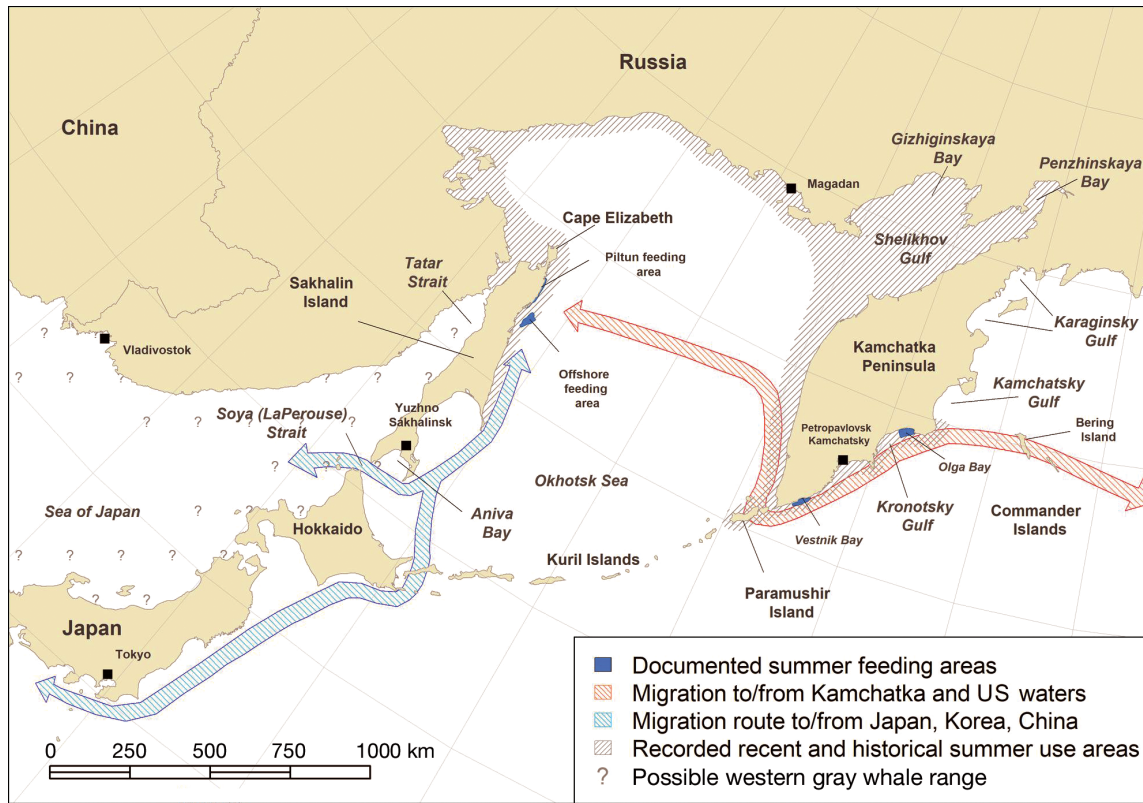 Russia
China
Gizhiginskaya
Bay
Penzhinskaya
Bay
Magadan
Cape Elizabeth
Shelikhov
Gulf
Piltun feeding
area
Tatar
Strait
Sakhalin
Island
?
Karaginsky
Gulf
?
?
Vladivostok
Kamchatka
Peninsula
Offshore
feeding
area
? ? ? ? ?
Kamchatsky
Gulf
? ? ?
Soya (LaPerouse)
Strait
Yuzhno
Sakhalinsk
Petropavlovsk
Kamchatsky
Bering
Island
? ? ?
Olga Bay
Okhotsk Sea
Sea of Japan
? ? ?
Aniva
Bay
Kronotsky
Gulf
Commander
Islands
Hokkaido
Vestnik Bay
? ? ? ?
Kuril Islands
Paramushir
Island
? ? ?
Japan
Tokyo
Documented summer feeding areas
Migration to/from Kamchatka and US waters
Migration route to/from Japan, Korea, China
Recorded recent and historical summer use areas
? Possible western gray whale range
0 250 500 750 1000 km